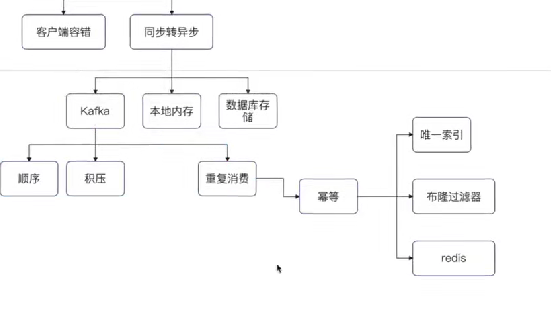 客户端容错
同步转异步
Kafka
本地内存
数据库存
储
唯一索引
顺序
积压
重复消费
幂等
布隆过滤器
redis